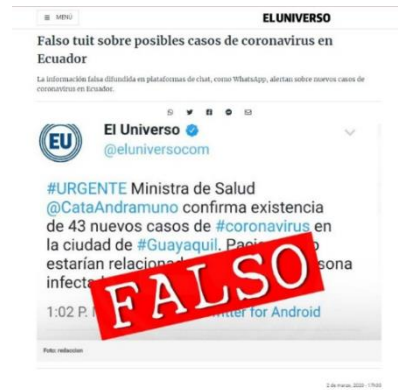 ≡ MENÚ
EL UNIVERSO
Falso tuit sobre posibles casos de coronavirus en
Ecuador
La información falsa difundida en plataformas de chat, como WhatsApp, alertan sobre nuevos casos de
coronavirus en Ecuador.
EU
El Universo
@eluniversocom
#URGENTE Ministra de Salud
@CataAndramuno confirma existencia
de 43 nuevos casos de #coronavirus en
la ciudad de #Guayaquil.
estarían
FALSO
1:02 P.
for Android
Foto: redaccion
2 de marzo, 2020 - 17h03